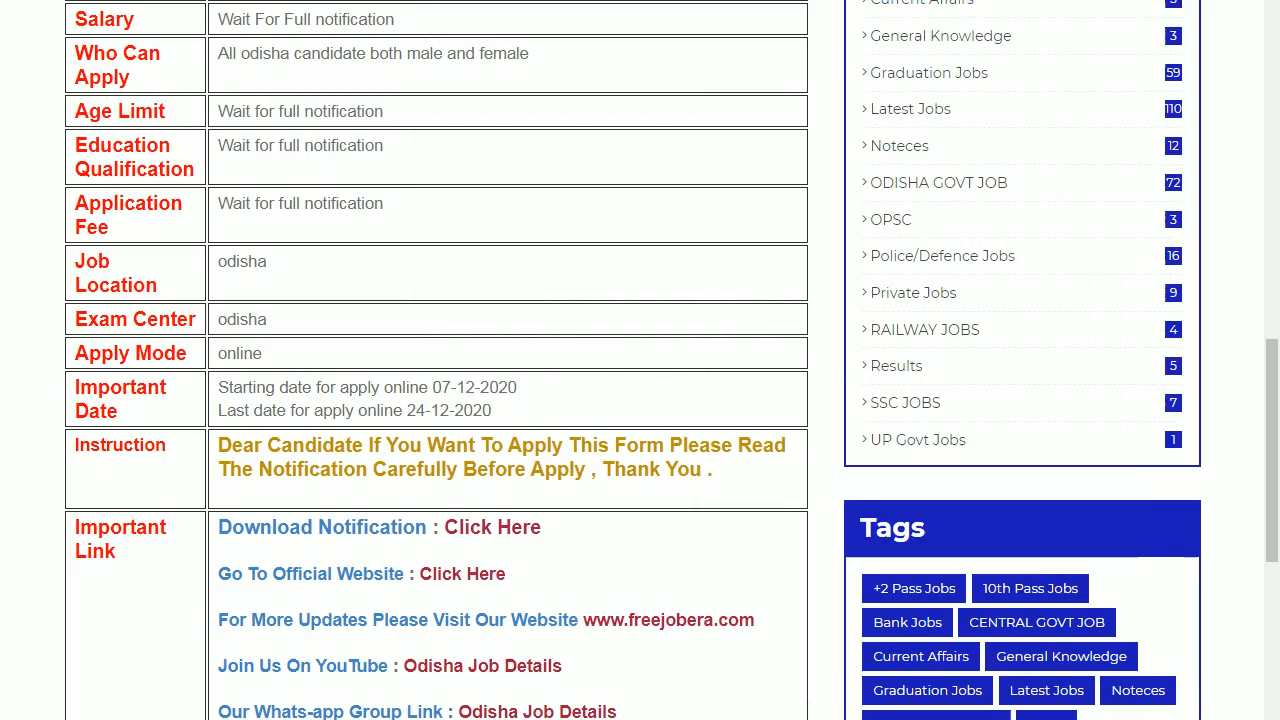 Salary
Wait For Full notification
Who Can
Apply
All odisha candidate both male and female
Age Limit
Wait for full notification
Education
Qualification
Wait for full notification
Application
Fee
Wait for full notification
Job
Location
odisha
Exam Center
odisha
Apply Mode
online
Important
Date
Starting date for apply online 07-12-2020
Last date for apply online 24-12-2020
Instruction
Dear Candidate If You Want To Apply This Form Please Read
The Notification Carefully Before Apply , Thank You .
Important
Link
Download Notification : Click Here
Go To Official Website : Click Here
For More Updates Please Visit Our Website www.freejobera.com
Join Us On YouTube : Odisha Job Details
Our Whats-app Group Link : Odisha Job Details
Current Affairs
› General Knowledge 3
› Graduation Jobs 59
› Latest Jobs 110
› Noteces 12
› ODISHA GOVT JOB 72
› OPSC 3
› Police/Defence Jobs 16
› Private Jobs 9
› RAILWAY JOBS 4
› Results 5
› SSC JOBS 7
› UP Govt Jobs 1
Tags
+2 Pass Jobs 10th Pass Jobs
Bank Jobs CENTRAL GOVT JOB
Current Affairs General Knowledge
Graduation Jobs Latest Jobs Noteces